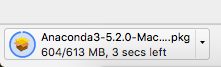 Anaconda3-5.2.0-Mac....pkg
604/613 MB, 3 secs left